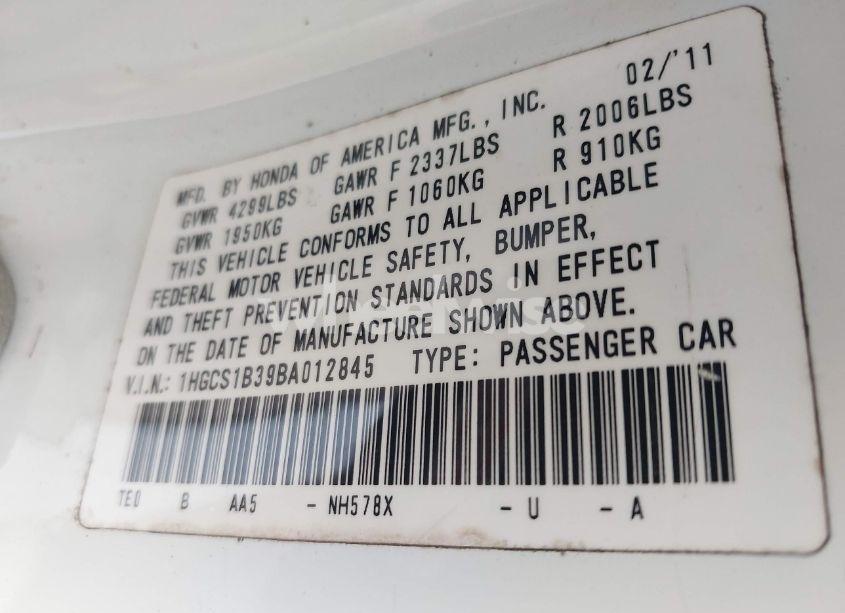 02/'11
MFD. BY HONDA OF AMERICA MFG., INC.
GVWR 4299LBS GAWR F 2337LBS R 2006LBS
GVWR 1950KG GAWR F 1060KG R 910KG
THIS VEHICLE CONFORMS TO ALL APPLICABLE
FEDERAL MOTOR VEHICLE SAFETY, BUMPER,
AND THEFT PREVENTION STANDARDS IN EFFECT
ON THE DATE OF MANUFACTURE SHOWN ABOVE.
V.I.N.: 1HGCS1B39BA012845 TYPE: PASSENGER CAR
TE0 B AA5 - NH578X - U - A